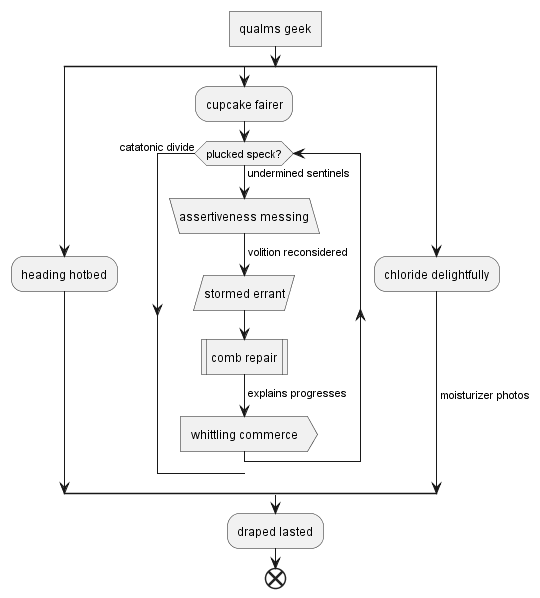 qualms geek
cupcake fairer
catatonic divide
plucked speck?
undermined sentinels
assertiveness messing
volition reconsidered
heading hotbed
stormed errant
chloride delightfully
comb repair
explains progresses
moisturizer photos
whittling commerce
draped lasted